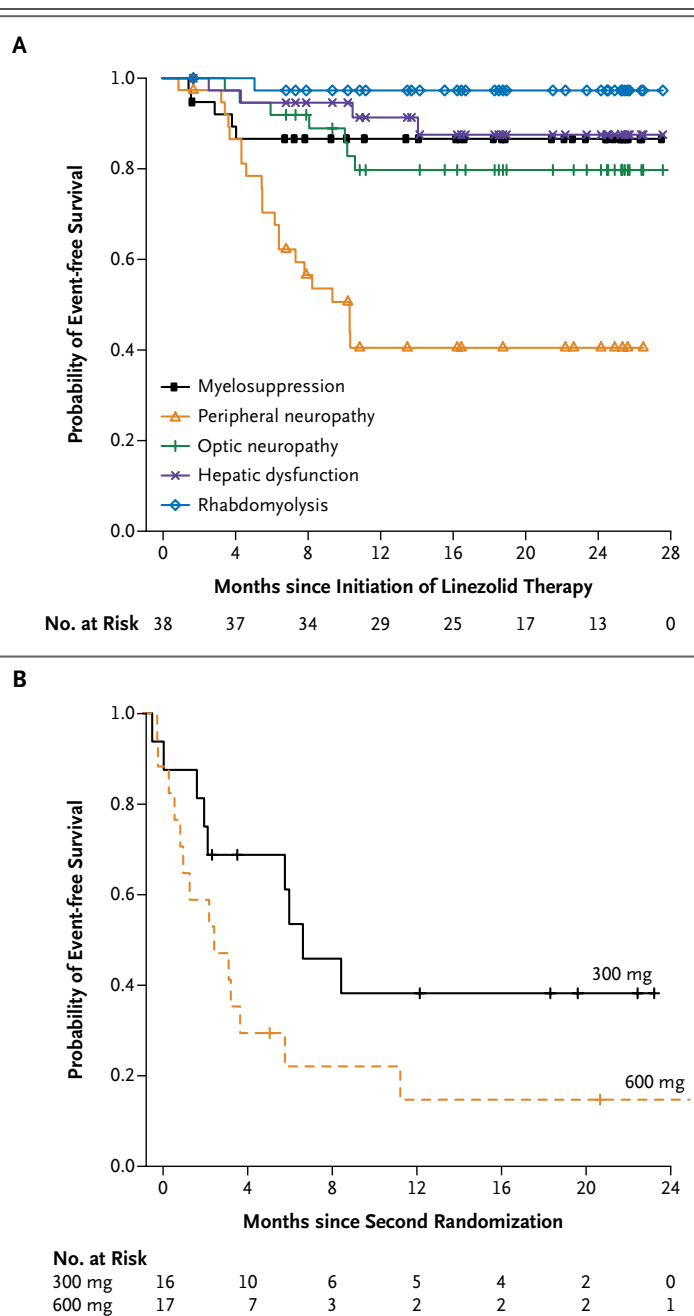 A
1.0
0.8
0.6
0.4
0.2
0.0
Probability of Event-free Survival
Myelosuppression
Peripheral neuropathy
Optic neuropathy
Hepatic dysfunction
Rhabdomyolysis
0 4 8 12 16 20 24 28
Months since Initiation of Linezolid Therapy
No. at Risk 38 37 34 29 25 17 13 0
B
1.0
0.8
0.6
0.4
0.2
0.0
Probability of Event-free Survival
300 mg
600 mg
0 4 8 12 16 20 24
Months since Second Randomization
No. at Risk
300 mg 16 10 6 5 4 2 0
600 mg 17 7 3 2 2 2 1